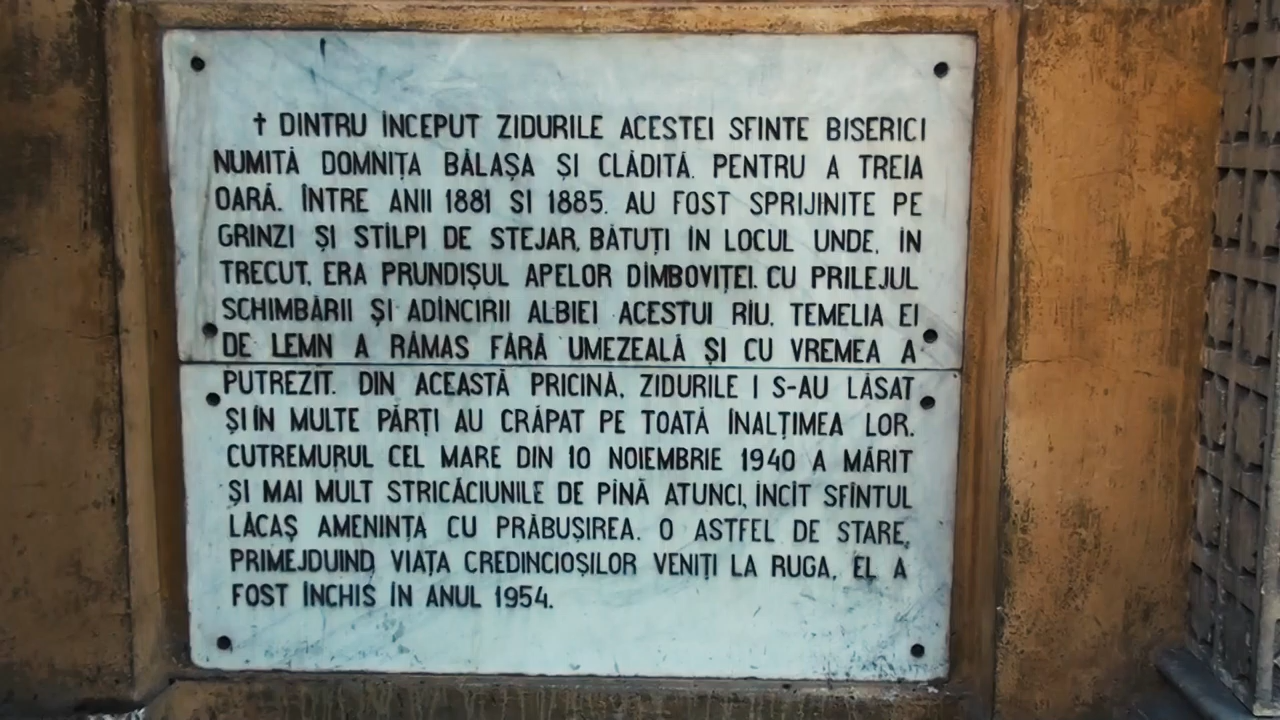 ✝ DINTRU ÎNCEPUT ZIDURILE ACESTEI SFINTE BISERICI
NUMITĂ DOMNIȚA BĂLAȘA ȘI CLĂDITĂ, PENTRU A TREIA
OARĂ, ÎNTRE ANII 1881 SI 1885, AU FOST SPRIJINITE PE
GRINZI ȘI STÎLPI DE STEJAR, BĂTUȚI ÎN LOCUL UNDE, ÎN
TRECUT, ERA PRUNDIȘUL APELOR DÎMBOVIȚEI. CU PRILEJUL
SCHIMBĂRII ȘI ADÎNCIRII ALBIEI ACESTUI RÎU, TEMELIA EI
DE LEMN A RĂMAS FĂRĂ UMEZEALĂ ȘI CU VREMEA A
PUTREZIT. DIN ACEASTĂ PRICINĂ, ZIDURILE I S-AU LĂSAT
ȘI ÎN MULTE PĂRȚI AU CRĂPAT PE TOATĂ ÎNALȚIMEA LOR.
CUTREMURUL CEL MARE DIN 10 NOIEMBRIE 1940 A MĂRIT
ȘI MAI MULT STRICĂCIUNILE DE PÎNĂ ATUNCI, ÎNCÎT SFÎNTUL
LĂCAȘ AMENINȚA CU PRĂBUȘIREA. O ASTFEL DE STARE,
PRIMEJDUIND VIAȚA CREDINCIOȘILOR VENIȚI LA RUGA, EL A
FOST ÎNCHIS ÎN ANUL 1954.